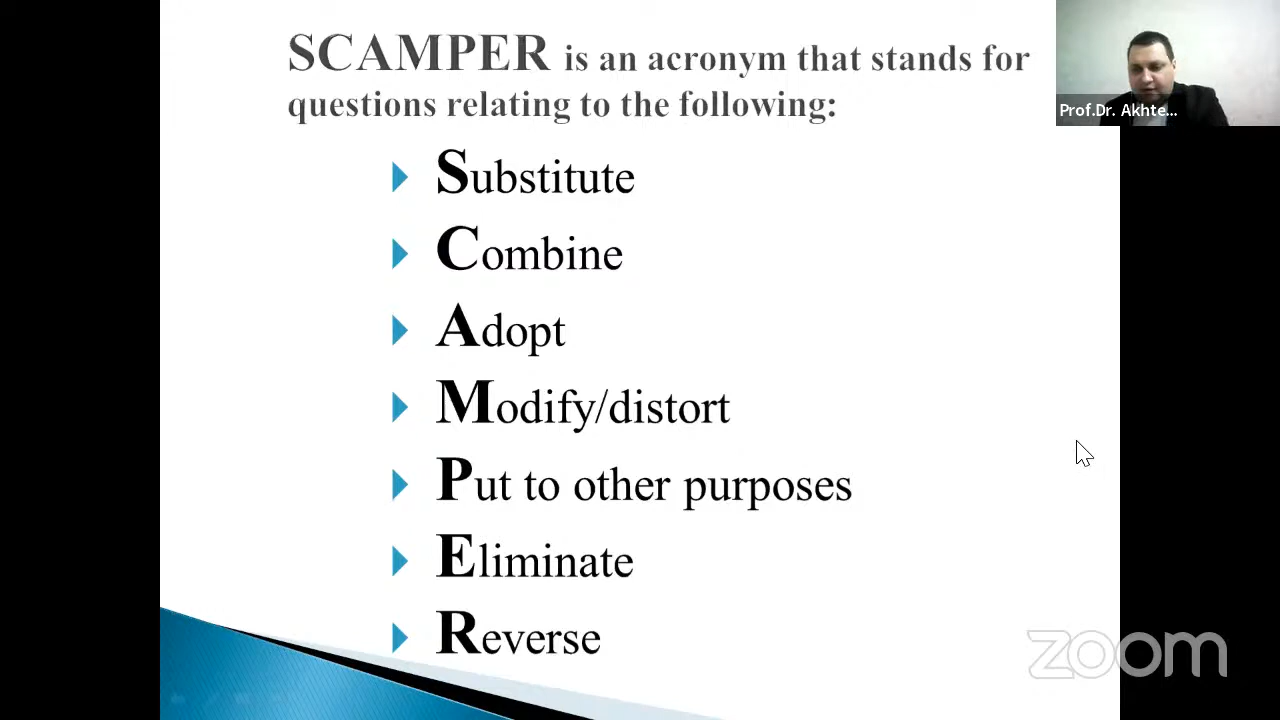 SCAMPER is an acronym that stands for
questions relating to the following:
Substitute
Combine
Adopt
Modify/distort
Put to other purposes
Eliminate
Reverse
Prof.Dr. Akhte...
zoom